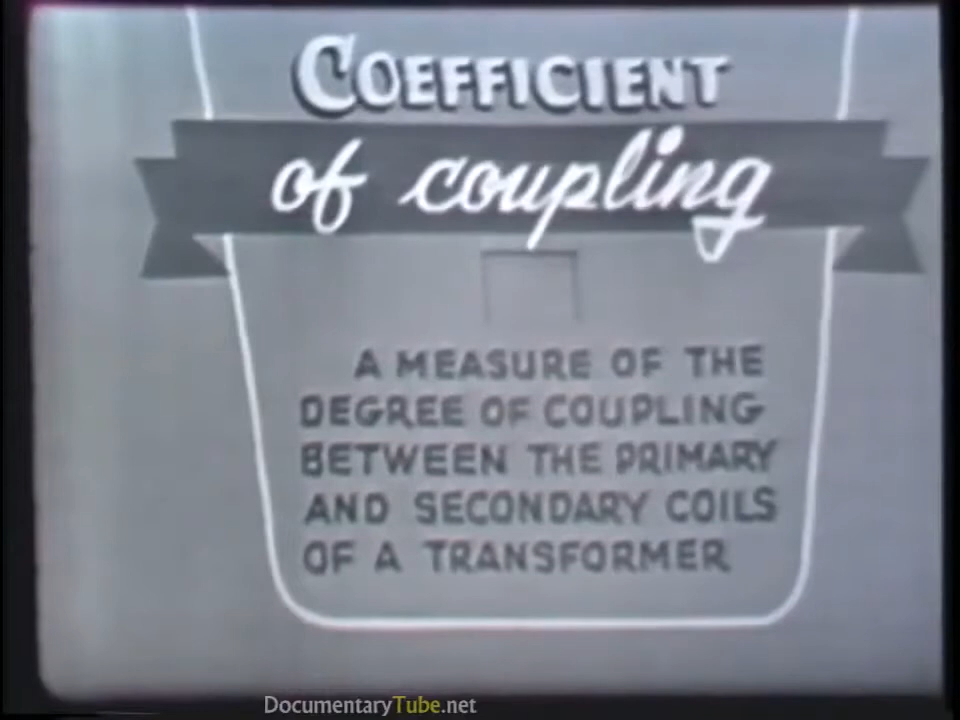 COEFFICIENT
of coupling
A MEASURE OF THE
DEGREE OF COUPLING
BETWEEN THE PRIMARY
AND SECONDARY COILS
OF A TRANSFORMER
DocumentaryTube.net